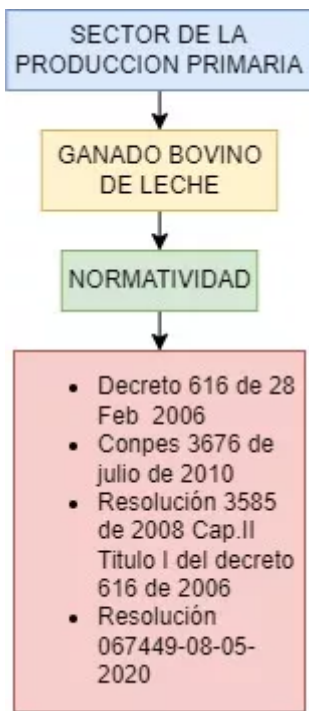 SECTOR DE LA
PRODUCCION PRIMARIA
GANADO BOVINO
DE LECHE
NORMATIVIDAD
• Decreto 616 de 28
Feb 2006
• Conpes 3676 de
julio de 2010
• Resolución 3585
de 2008 Cap.II
Titulo I del decreto
616 de 2006
• Resolución
067449-08-05-
2020